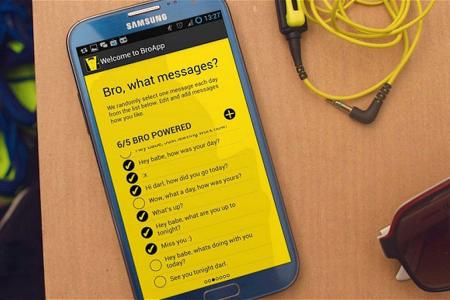 SAMSUNG
13:27
Welcome to BroApp
Bro, what messages?
We randomly select one message each day
from the list below. Edit and add messages
how you like.
6/5 BRO POWERED
Hey babe, how was your day?
:x
Hi darl, how did you go today?
Wow, what a day, how was yours?
What's up?
Hey babe, what are you up to
tonight?
Miss you :)
Hey babe, whats doing with you
today?
See you tonight darl.